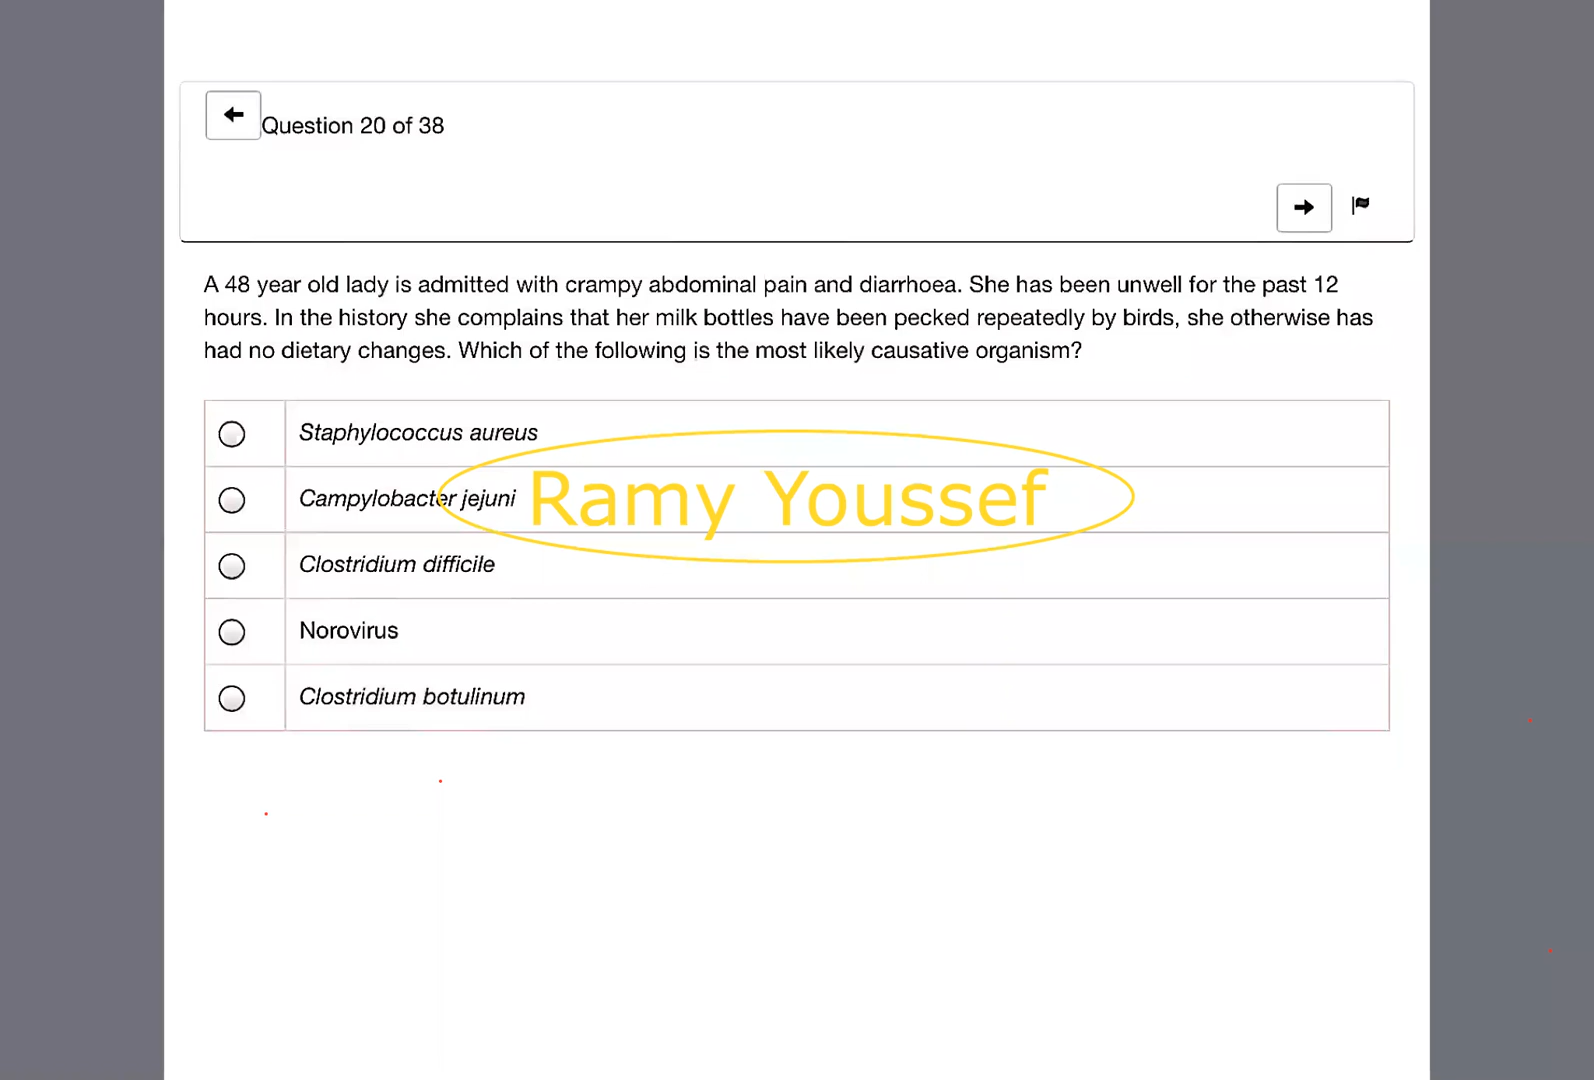 Question 20 of 38
A 48 year old lady is admitted with crampy abdominal pain and diarrhoea. She has been unwell for the past 12
hours. In the history she complains that her milk bottles have been pecked repeatedly by birds, she otherwise has
had no dietary changes. Which of the following is the most likely causative organism?
Staphylococcus aureus
Campylobacter jejuni
Ramy Youssef
Clostridium difficile
Norovirus
Clostridium botulinum